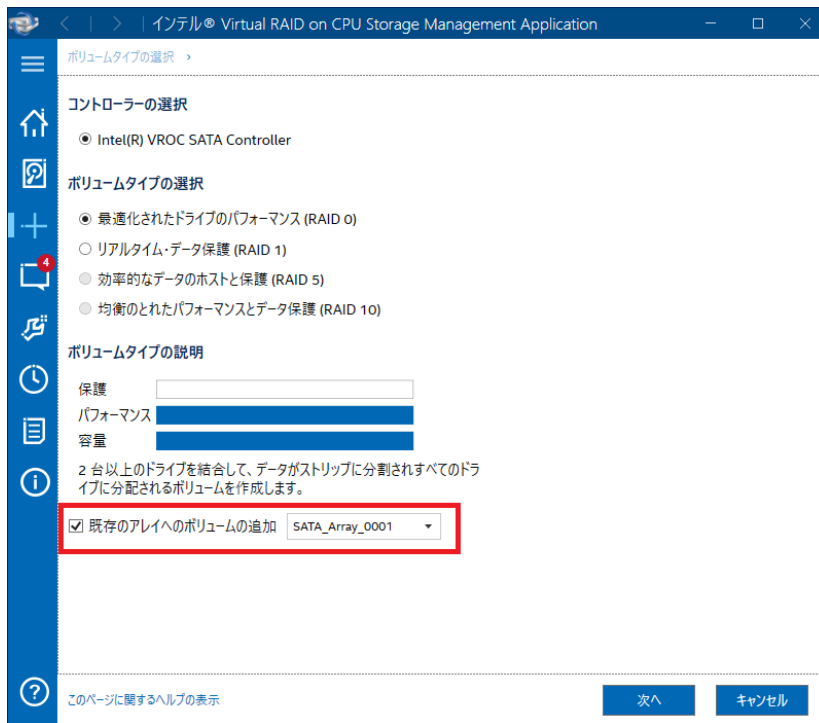 インテル® Virtual RAID on CPU Storage Management Application
ボリュームタイプの選択
コントローラーの選択
Intel(R) VROC SATA Controller
ボリュームタイプの選択
最適化されたドライブのパフォーマンス (RAID 0)
リアルタイム・データ保護 (RAID 1)
効率的なデータのホストと保護 (RAID 5)
均衡のとれたパフォーマンスとデータ保護 (RAID 10)
4
ボリュームタイプの説明
保護
パフォーマンス
容量
2 台以上のドライブを結合して、データがストリップに分割されすべてのドラ
イブに分配されるボリュームを作成します。
既存のアレイへのボリュームの追加 SATA_Array_0001
このページに関するヘルプの表示 次へ キャンセル